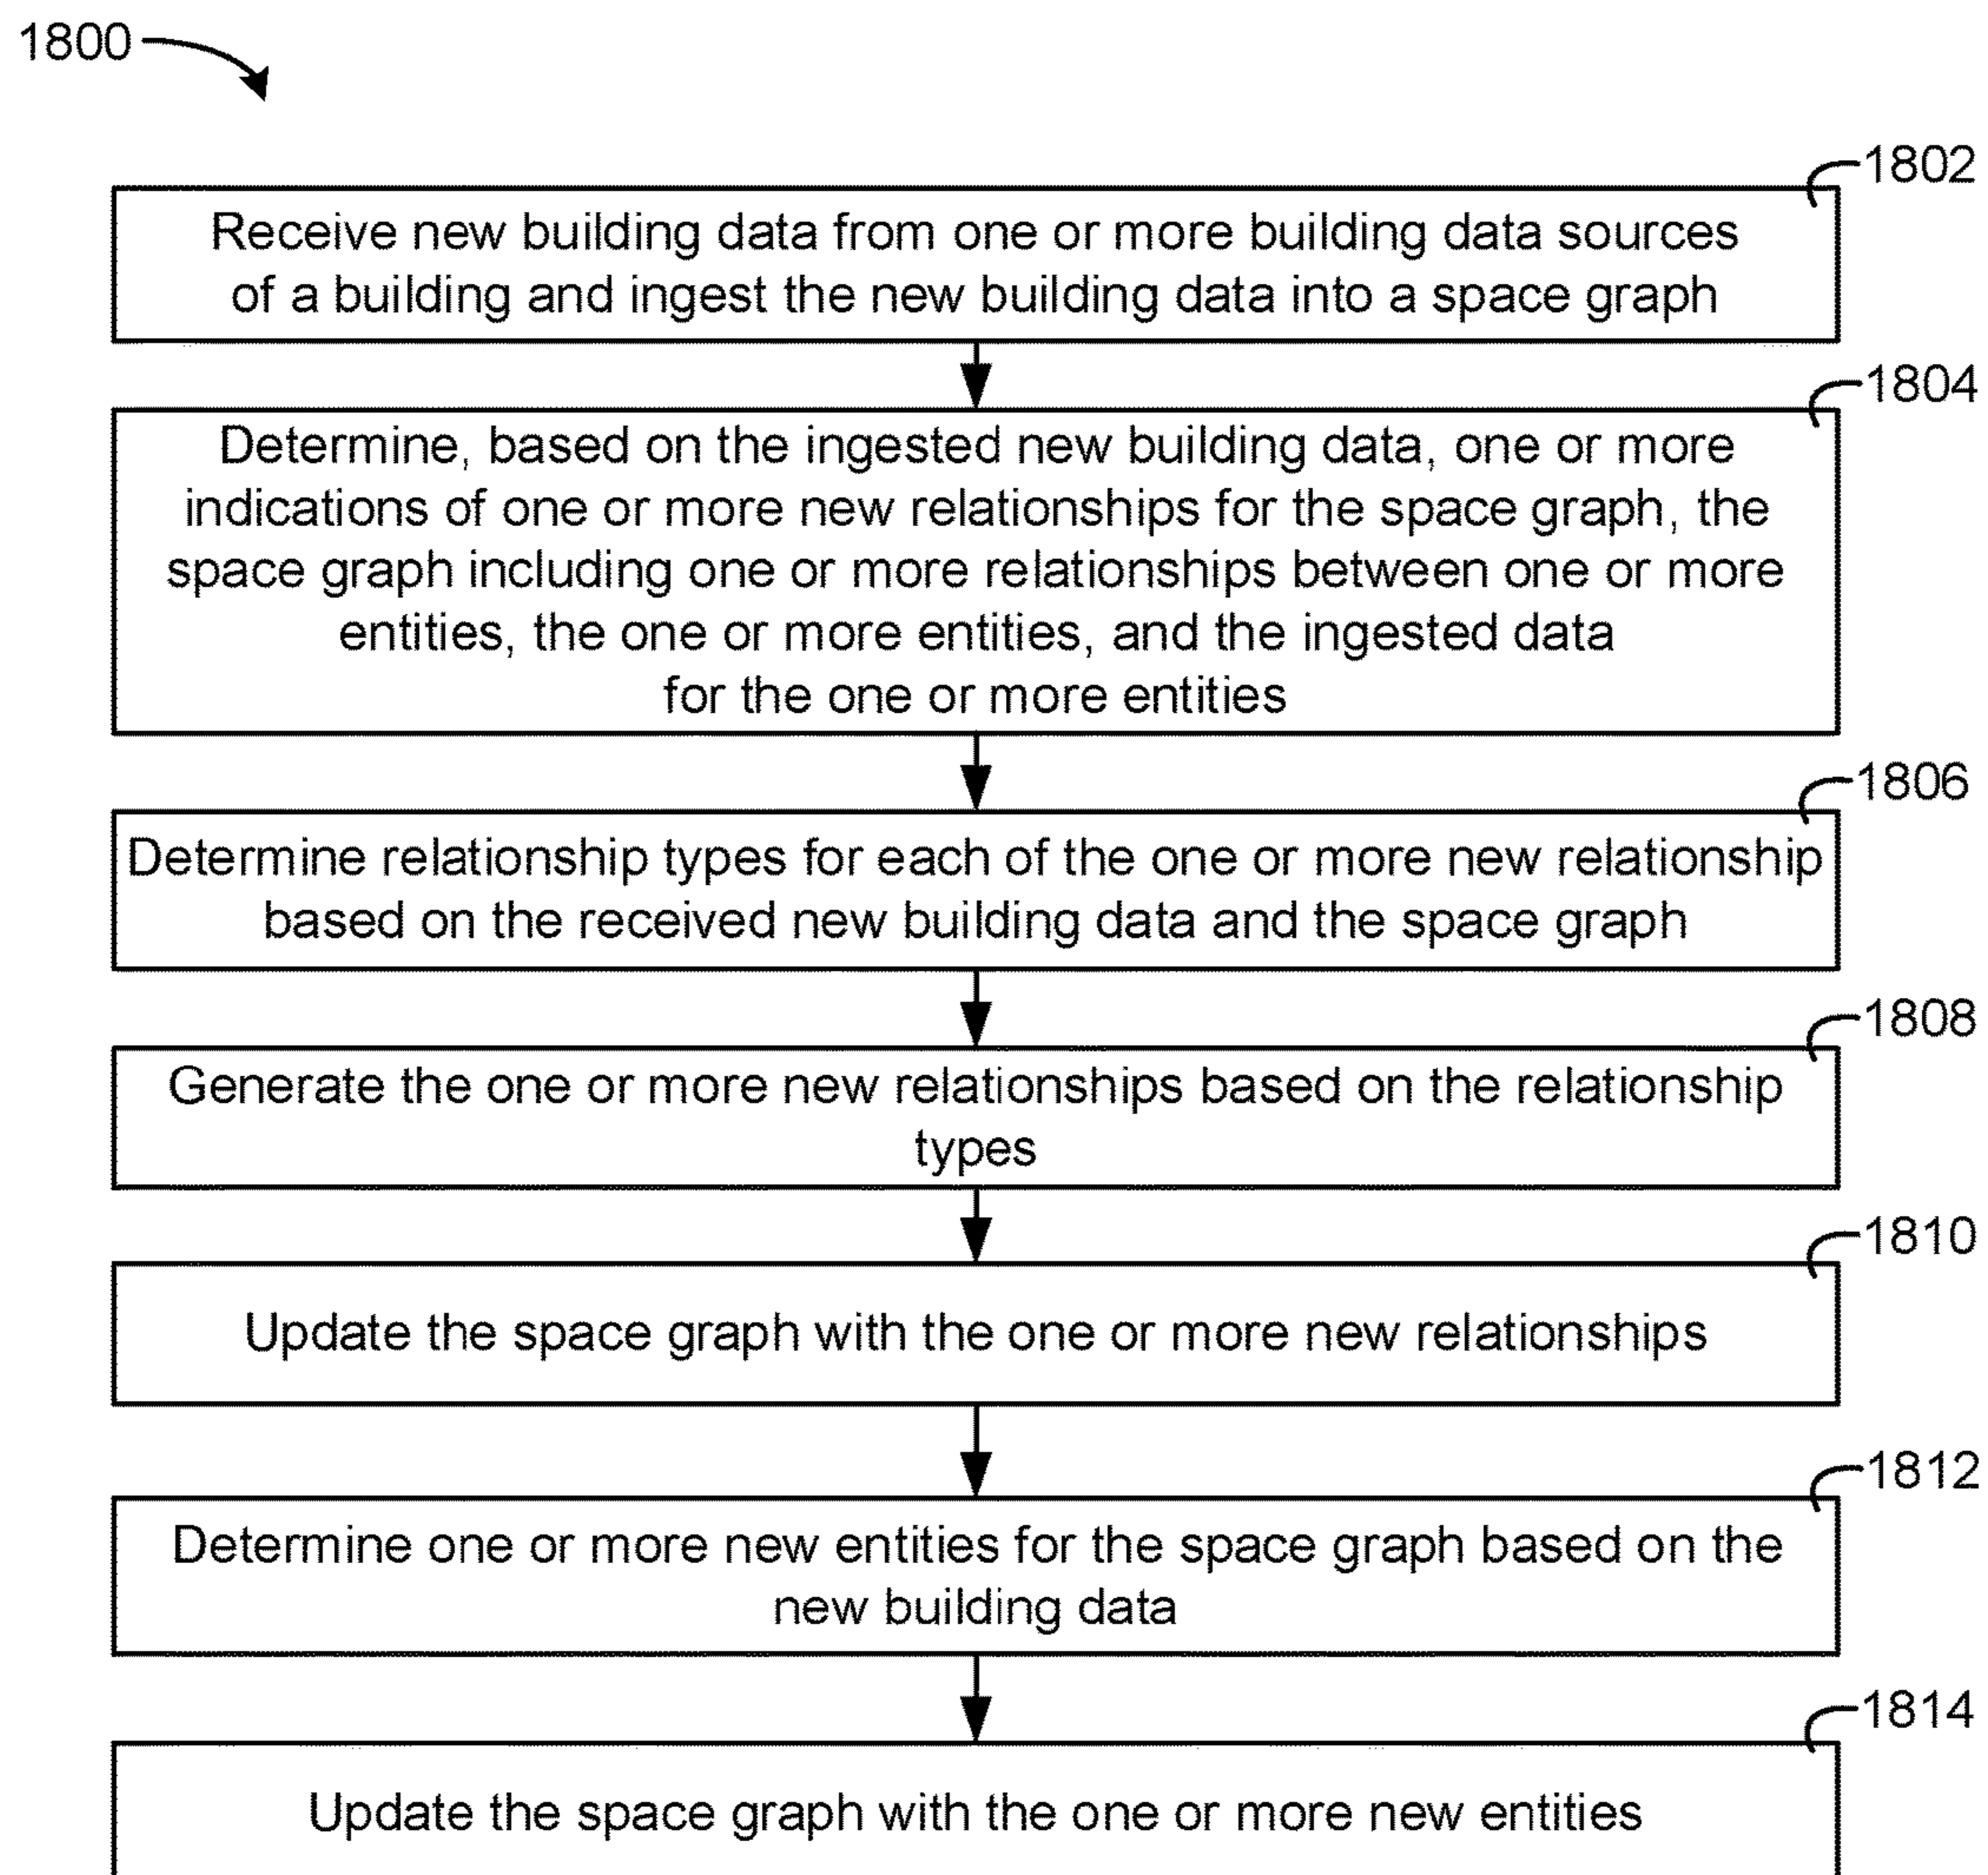 1800
1802
Receive new building data from one or more building data sources
of a building and ingest the new building data into a space graph
1804
Determine, based on the ingested new building data, one or more
indications of one or more new relationships for the space graph, the
space graph including one or more relationships between one or more
entities, the one or more entities, and the ingested data
for the one or more entities
1806
Determine relationship types for each of the one or more new relationship
based on the received new building data and the space graph
1808
Generate the one or more new relationships based on the relationship
types
1810
Update the space graph with the one or more new relationships
1812
Determine one or more new entities for the space graph based on the
new building data
1814
Update the space graph with the one or more new entities